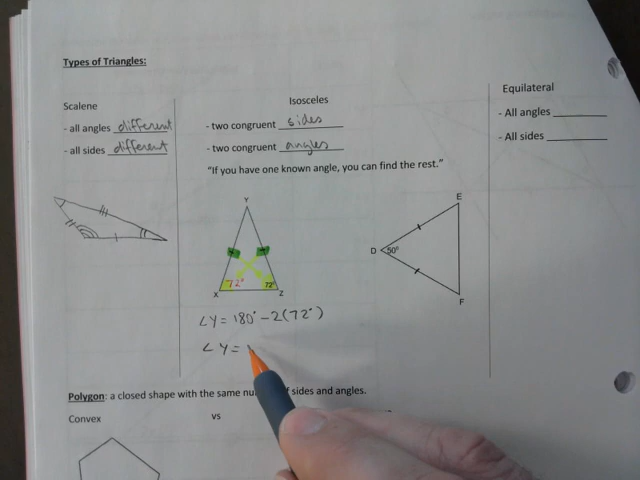 Types of Triangles:
Scalene
- all angles different
- all sides different
Isosceles
- two congruent sides
- two congruent angles
"If you have one known angle, you can find the rest."
Equilateral
- All angles
- All sides
Y
72°
72°
X
Z
∠Y = 180° - 2(72°)
∠Y =
E
D
50°
F
Polygon: a closed shape with the same of sides and angles.
Convex
vs